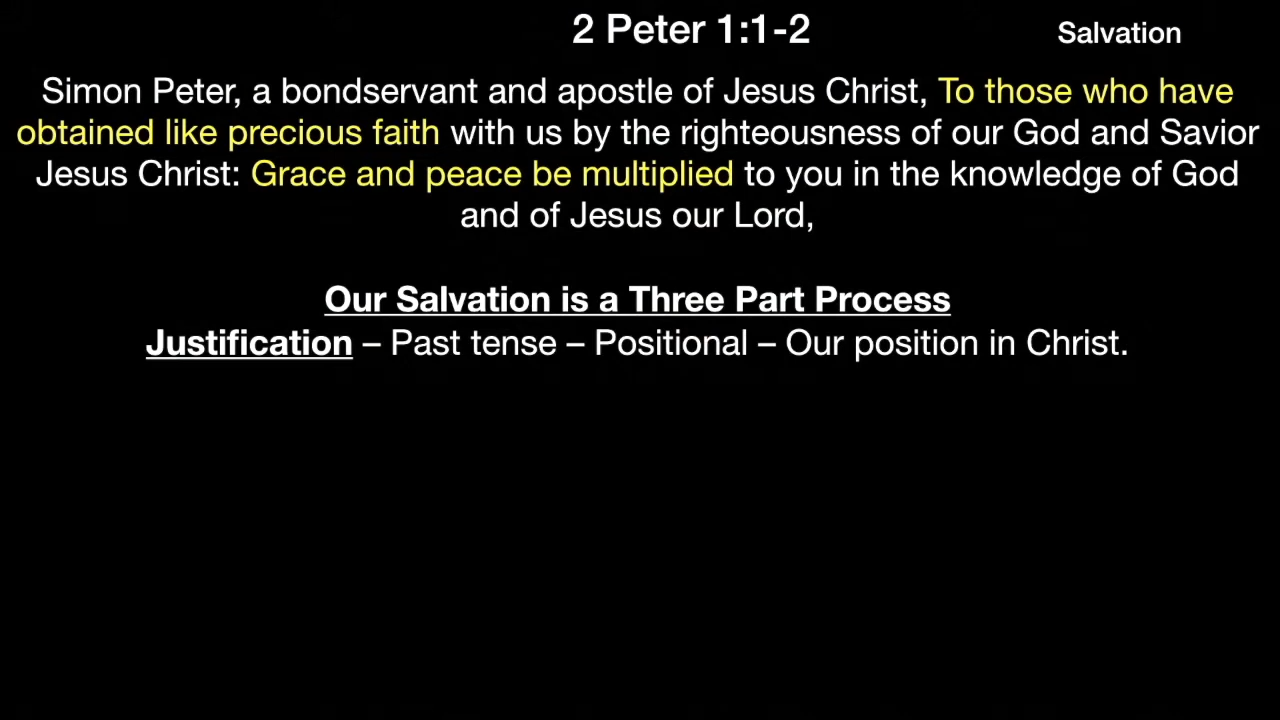 2 Peter 1:1-2
Salvation
Simon Peter, a bondservant and apostle of Jesus Christ, To those who have
obtained like precious faith with us by the righteousness of our God and Savior
Jesus Christ: Grace and peace be multiplied to you in the knowledge of God
and of Jesus our Lord,
Our Salvation is a Three Part Process
Justification – Past tense – Positional – Our position in Christ.